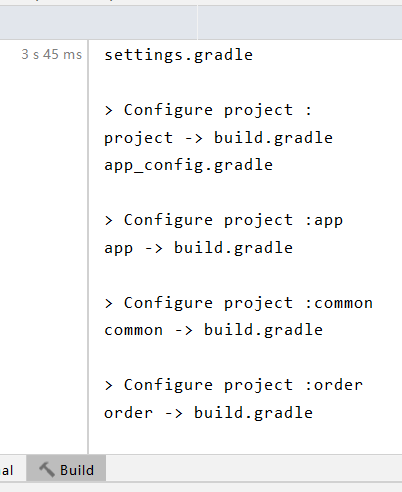 3 s 45 ms
settings.gradle
> Configure project :
project -> build.gradle
app_config.gradle
> Configure project :app
app -> build.gradle
> Configure project :common
common -> build.gradle
> Configure project :order
order -> build.gradle
al
Build